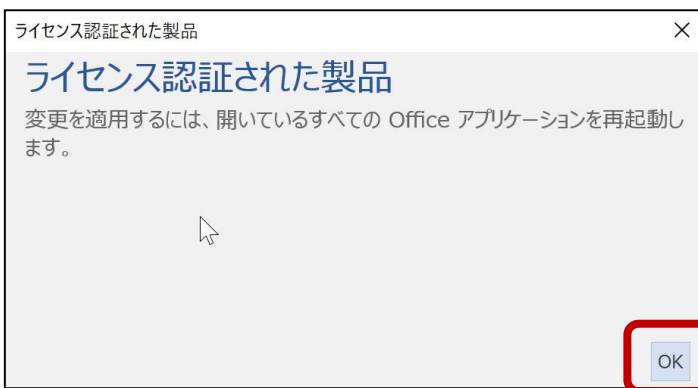 ライセンス認証された製品
ライセンス認証された製品
変更を適用するには、開いているすべての Office アプリケーションを再起動し
ます。
OK